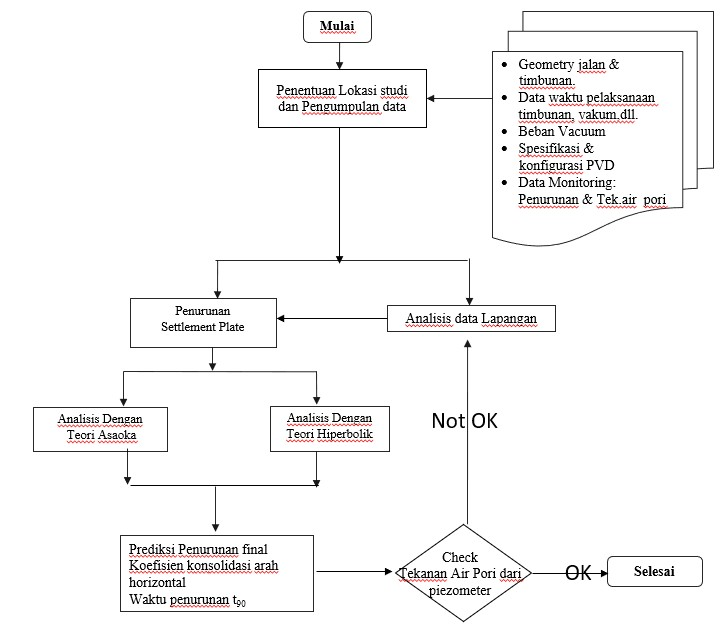 Mulai
Penentuan Lokasi studi
dan Pengumpulan data
• Geometry jalan &
timbunan.
• Data waktu pelaksanaan
timbunan, vakum,dll.
• Beban Vacuum
• Spesifikasi &
konfigurasi PVD
• Data Monitoring:
Penurunan & Tek.air pori
Penurunan
Settlement Plate
Analisis data Lapangan
Analisis Dengan
Teori Asaoka
Analisis Dengan
Teori Hiperbolik
Not OK
Prediksi Penurunan final
Koefisien konsolidasi arah
horizontal
Waktu penurunan t₉₀
Check
Tekanan Air Pori dari
piezometer
OK
Selesai